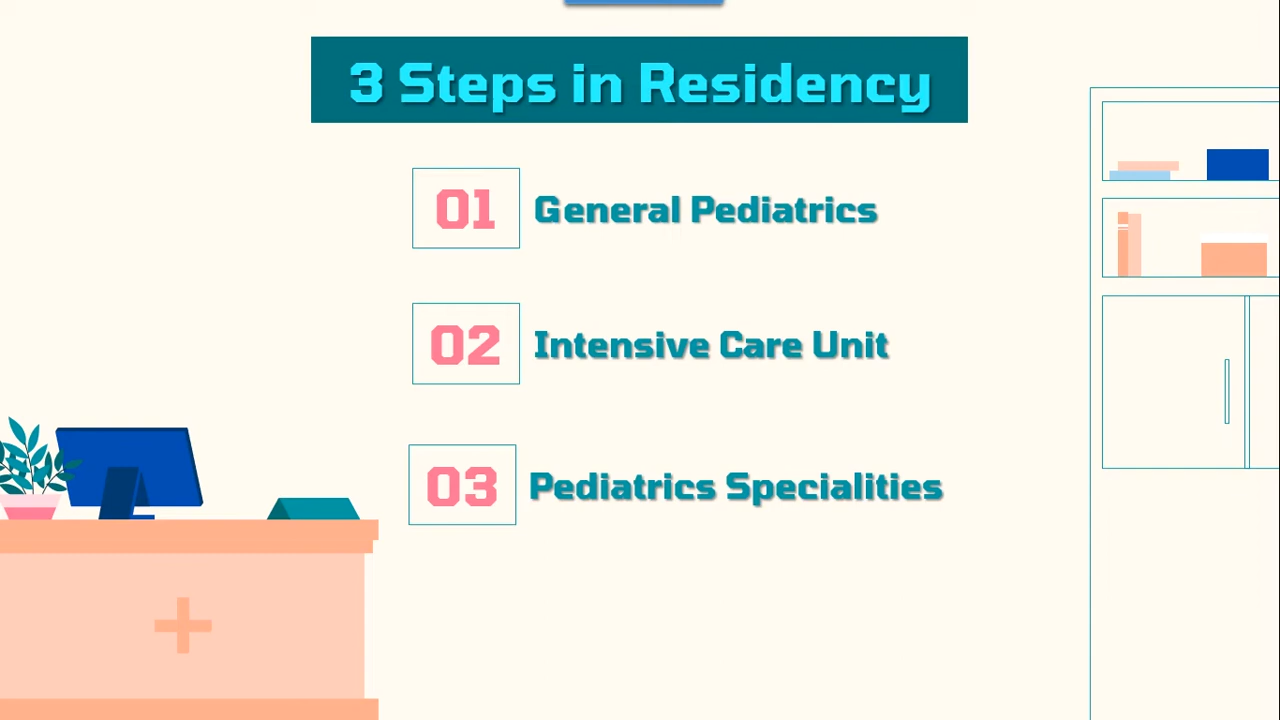 3 Steps in Residency
01 General Pediatrics
02 Intensive Care Unit
03 Pediatrics Specialities